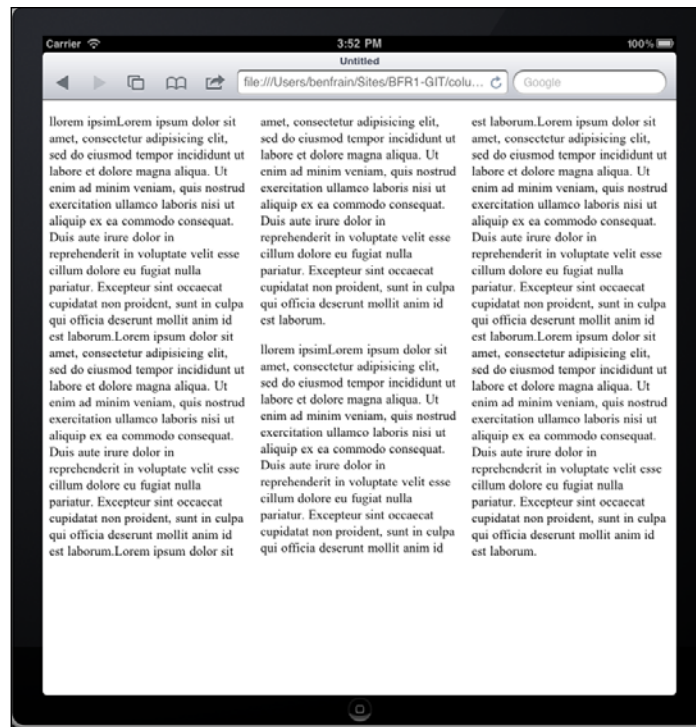 Carrier 3:52 PM 100%
Untitled
file:///Users/benfrain/Sites/BFR1-GIT/colu... Google
llorem ipsimLorem ipsum dolor sit
amet, consectetur adipisicing elit,
sed do eiusmod tempor incididunt ut
labore et dolore magna aliqua. Ut
enim ad minim veniam, quis nostrud
exercitation ullamco laboris nisi ut
aliquip ex ea commodo consequat.
Duis aute irure dolor in
reprehenderit in voluptate velit esse
cillum dolore eu fugiat nulla
pariatur. Excepteur sint occaecat
cupidatat non proident, sunt in culpa
qui officia deserunt mollit anim id
est laborum.Lorem ipsum dolor sit
amet, consectetur adipisicing elit,
sed do eiusmod tempor incididunt ut
labore et dolore magna aliqua. Ut
enim ad minim veniam, quis nostrud
exercitation ullamco laboris nisi ut
aliquip ex ea commodo consequat.
Duis aute irure dolor in
reprehenderit in voluptate velit esse
cillum dolore eu fugiat nulla
pariatur. Excepteur sint occaecat
cupidatat non proident, sunt in culpa
qui officia deserunt mollit anim id
est laborum.Lorem ipsum dolor sit
amet, consectetur adipisicing elit,
sed do eiusmod tempor incididunt ut
labore et dolore magna aliqua. Ut
enim ad minim veniam, quis nostrud
exercitation ullamco laboris nisi ut
aliquip ex ea commodo consequat.
Duis aute irure dolor in
reprehenderit in voluptate velit esse
cillum dolore eu fugiat nulla
pariatur. Excepteur sint occaecat
cupidatat non proident, sunt in culpa
qui officia deserunt mollit anim id
est laborum.
llorem ipsimLorem ipsum dolor sit
amet, consectetur adipisicing elit,
sed do eiusmod tempor incididunt ut
labore et dolore magna aliqua. Ut
enim ad minim veniam, quis nostrud
exercitation ullamco laboris nisi ut
aliquip ex ea commodo consequat.
Duis aute irure dolor in
reprehenderit in voluptate velit esse
cillum dolore eu fugiat nulla
pariatur. Excepteur sint occaecat
cupidatat non proident, sunt in culpa
qui officia deserunt mollit anim id
est laborum.Lorem ipsum dolor sit
amet, consectetur adipisicing elit,
sed do eiusmod tempor incididunt ut
labore et dolore magna aliqua. Ut
enim ad minim veniam, quis nostrud
exercitation ullamco laboris nisi ut
aliquip ex ea commodo consequat.
Duis aute irure dolor in
reprehenderit in voluptate velit esse
cillum dolore eu fugiat nulla
pariatur. Excepteur sint occaecat
cupidatat non proident, sunt in culpa
qui officia deserunt mollit anim id
est laborum.Lorem ipsum dolor sit
amet, consectetur adipisicing elit,
sed do eiusmod tempor incididunt ut
labore et dolore magna aliqua. Ut
enim ad minim veniam, quis nostrud
exercitation ullamco laboris nisi ut
aliquip ex ea commodo consequat.
Duis aute irure dolor in
reprehenderit in voluptate velit esse
cillum dolore eu fugiat nulla
pariatur. Excepteur sint occaecat
cupidatat non proident, sunt in culpa
qui officia deserunt mollit anim id
est laborum.